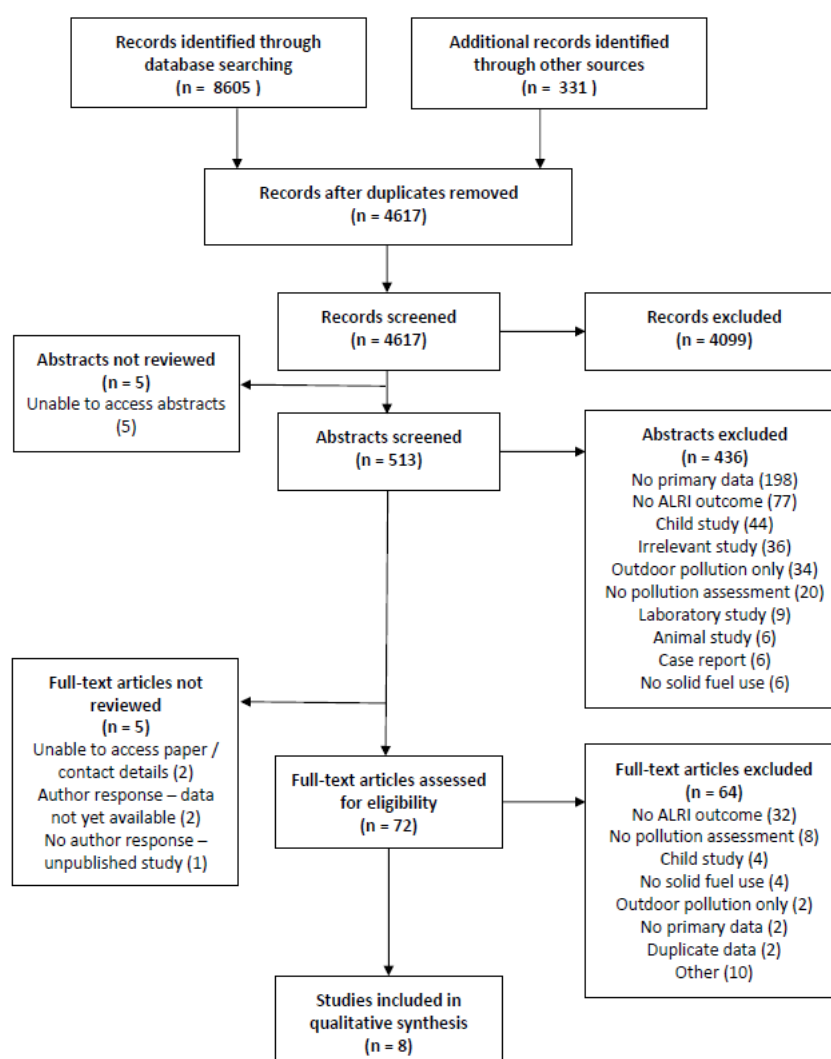 Records identified through
database searching
(n = 8605 )
Additional records identified
through other sources
(n = 331 )
Records after duplicates removed
(n = 4617)
Records screened
(n = 4617)
Records excluded
(n = 4099)
Abstracts not reviewed
(n = 5)
Unable to access abstracts
(5)
Abstracts screened
(n = 513)
Abstracts excluded
(n = 436)
No primary data (198)
No ALRI outcome (77)
Child study (44)
Irrelevant study (36)
Outdoor pollution only (34)
No pollution assessment (20)
Laboratory study (9)
Animal study (6)
Case report (6)
No solid fuel use (6)
Full-text articles not
reviewed
(n = 5)
Unable to access paper /
contact details (2)
Author response – data
not yet available (2)
No author response –
unpublished study (1)
Full-text articles assessed
for eligibility
(n = 72)
Full-text articles excluded
(n = 64)
No ALRI outcome (32)
No pollution assessment (8)
Child study (4)
No solid fuel use (4)
Outdoor pollution only (2)
No primary data (2)
Duplicate data (2)
Other (10)
Studies included in
qualitative synthesis
(n = 8)